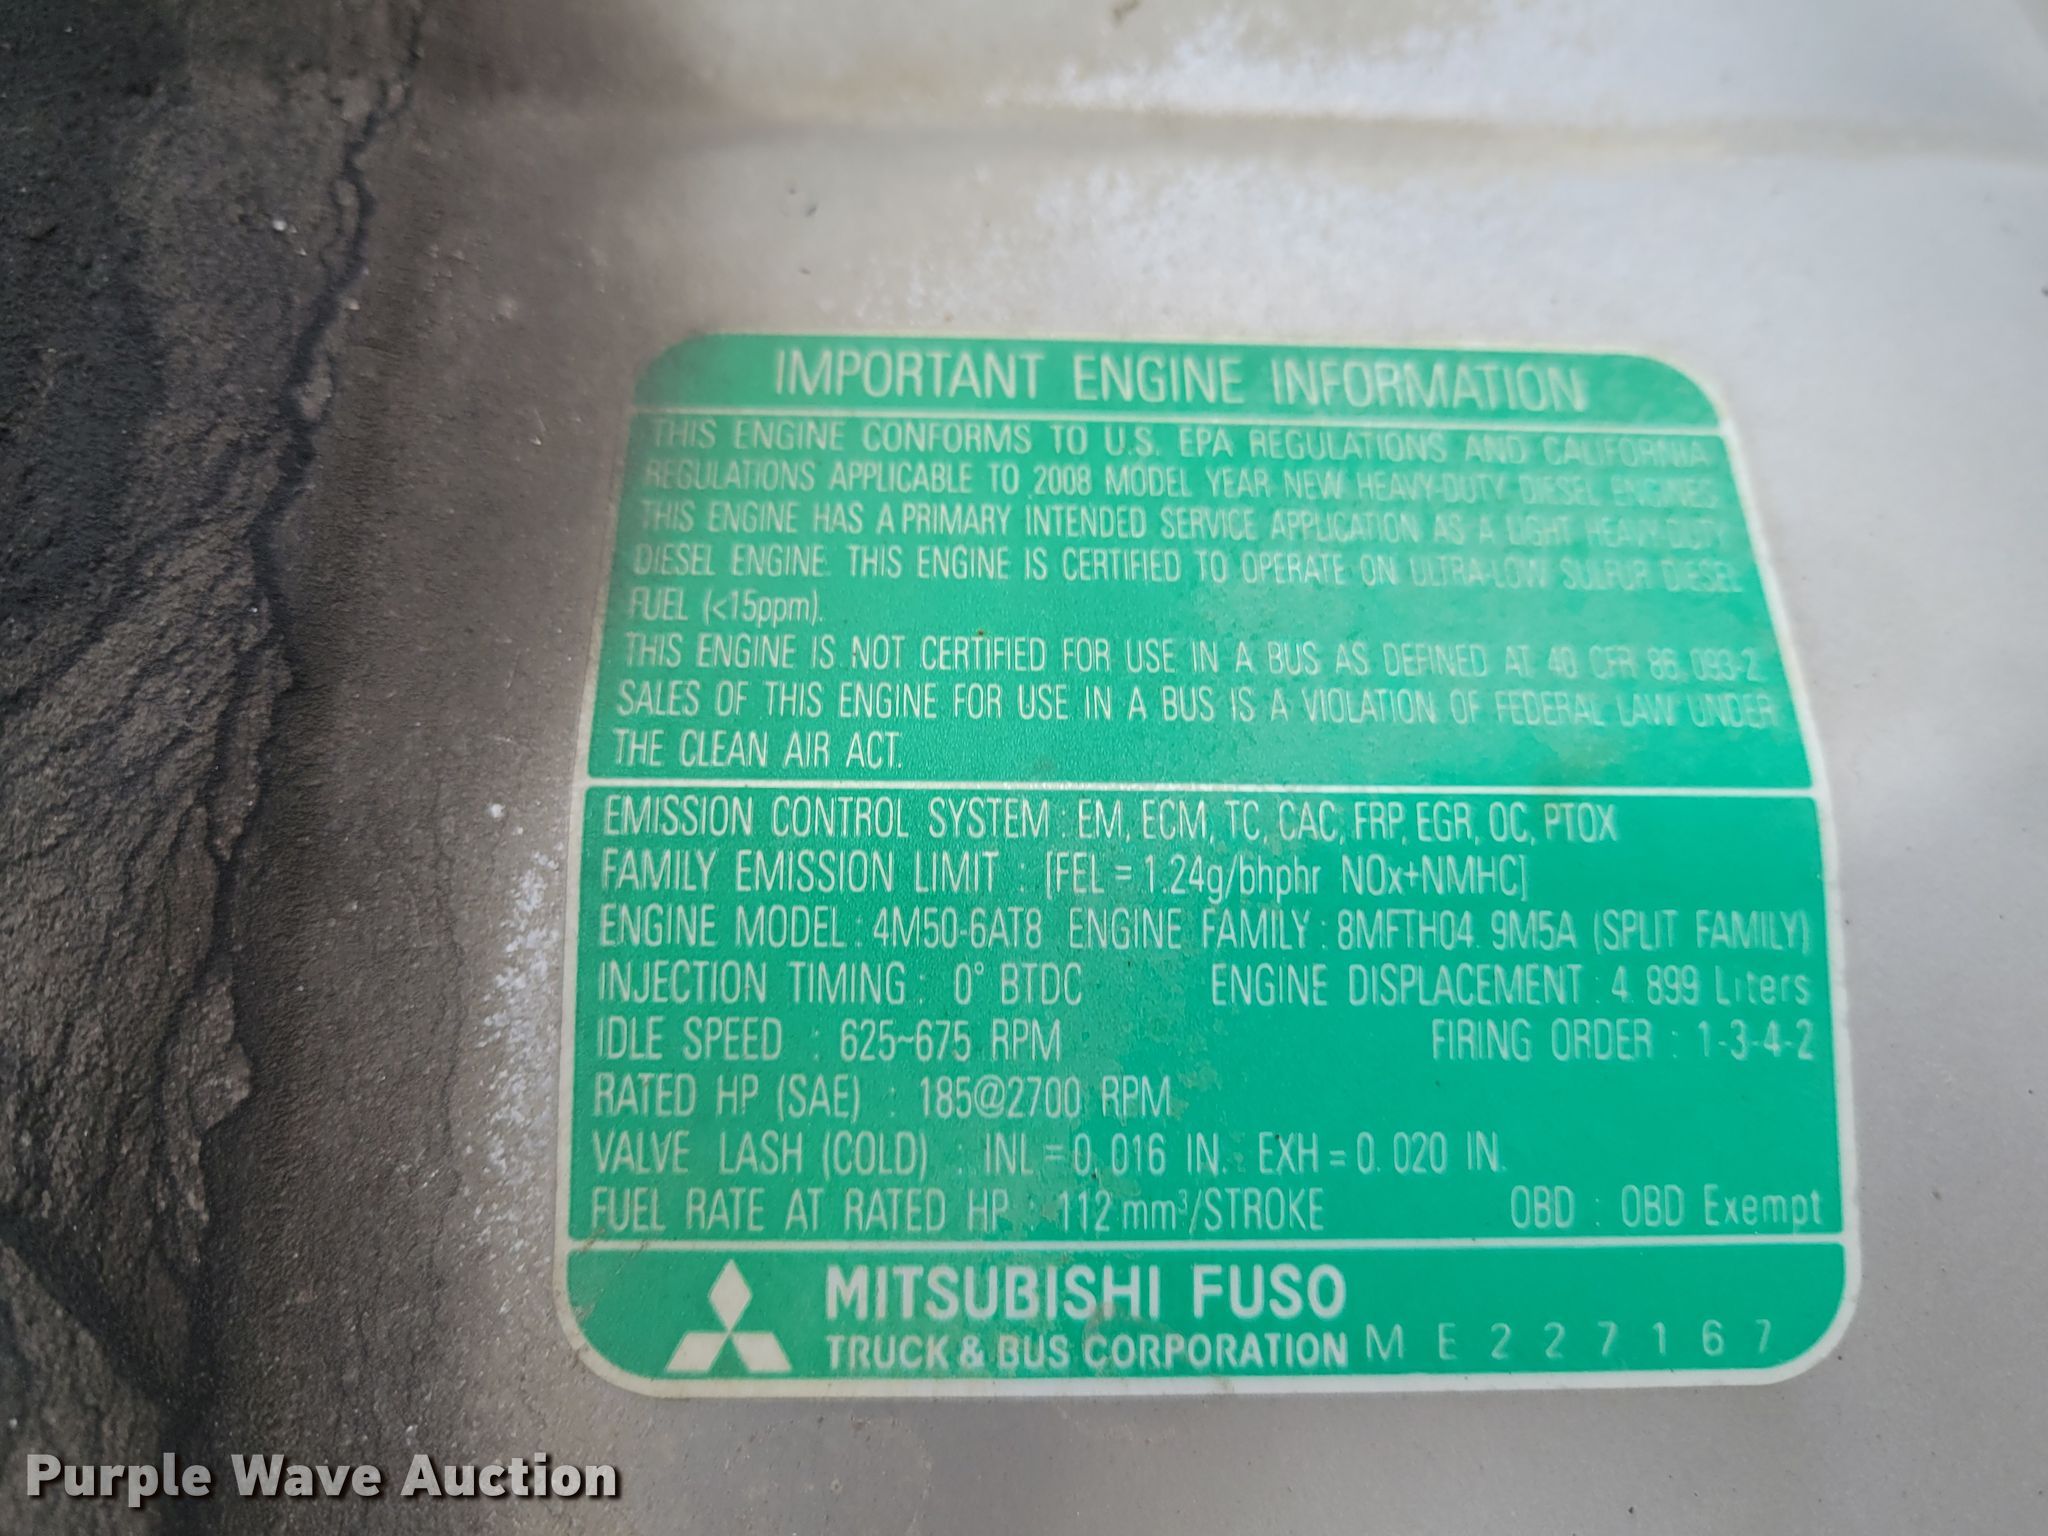 IMPORTANT ENGINE INFORMATION
THIS ENGINE CONFORMS TO U.S. EPA REGULATIONS AND CALIFORNIA
REGULATIONS APPLICABLE TO 2008 MODEL YEAR NEW HEAVY-DUTY DIESEL ENGINES
THIS ENGINE HAS A PRIMARY INTENDED SERVICE APPLICATION AS A LIGHT HEAVY-DUTY
DIESEL ENGINE. THIS ENGINE IS CERTIFIED TO OPERATE ON ULTRA-LOW SULFUR DIESEL
FUEL (<15ppm).
THIS ENGINE IS NOT CERTIFIED FOR USE IN A BUS AS DEFINED AT 40 CFR 86.093-2
SALES OF THIS ENGINE FOR USE IN A BUS IS A VIOLATION OF FEDERAL LAW UNDER
THE CLEAN AIR ACT.
EMISSION CONTROL SYSTEM : EM, ECM, TC, CAC, FRP, EGR, OC, PTOX
FAMILY EMISSION LIMIT : [FEL = 1.24g/bhphr NOx+NMHC]
ENGINE MODEL : 4M50-6AT8 ENGINE FAMILY : 8MFTH04.9M5A (SPLIT FAMILY)
INJECTION TIMING : 0° BTDC ENGINE DISPLACEMENT : 4.899 Liters
IDLE SPEED : 625~675 RPM FIRING ORDER : 1-3-4-2
RATED HP (SAE) : 185@2700 RPM
VALVE LASH (COLD) : INL = 0.016 IN. EXH = 0.020 IN.
FUEL RATE AT RATED HP : 112 mm³/STROKE OBD : OBD Exempt
MITSUBISHI FUSO
TRUCK & BUS CORPORATION ME227167
Purple Wave Auction